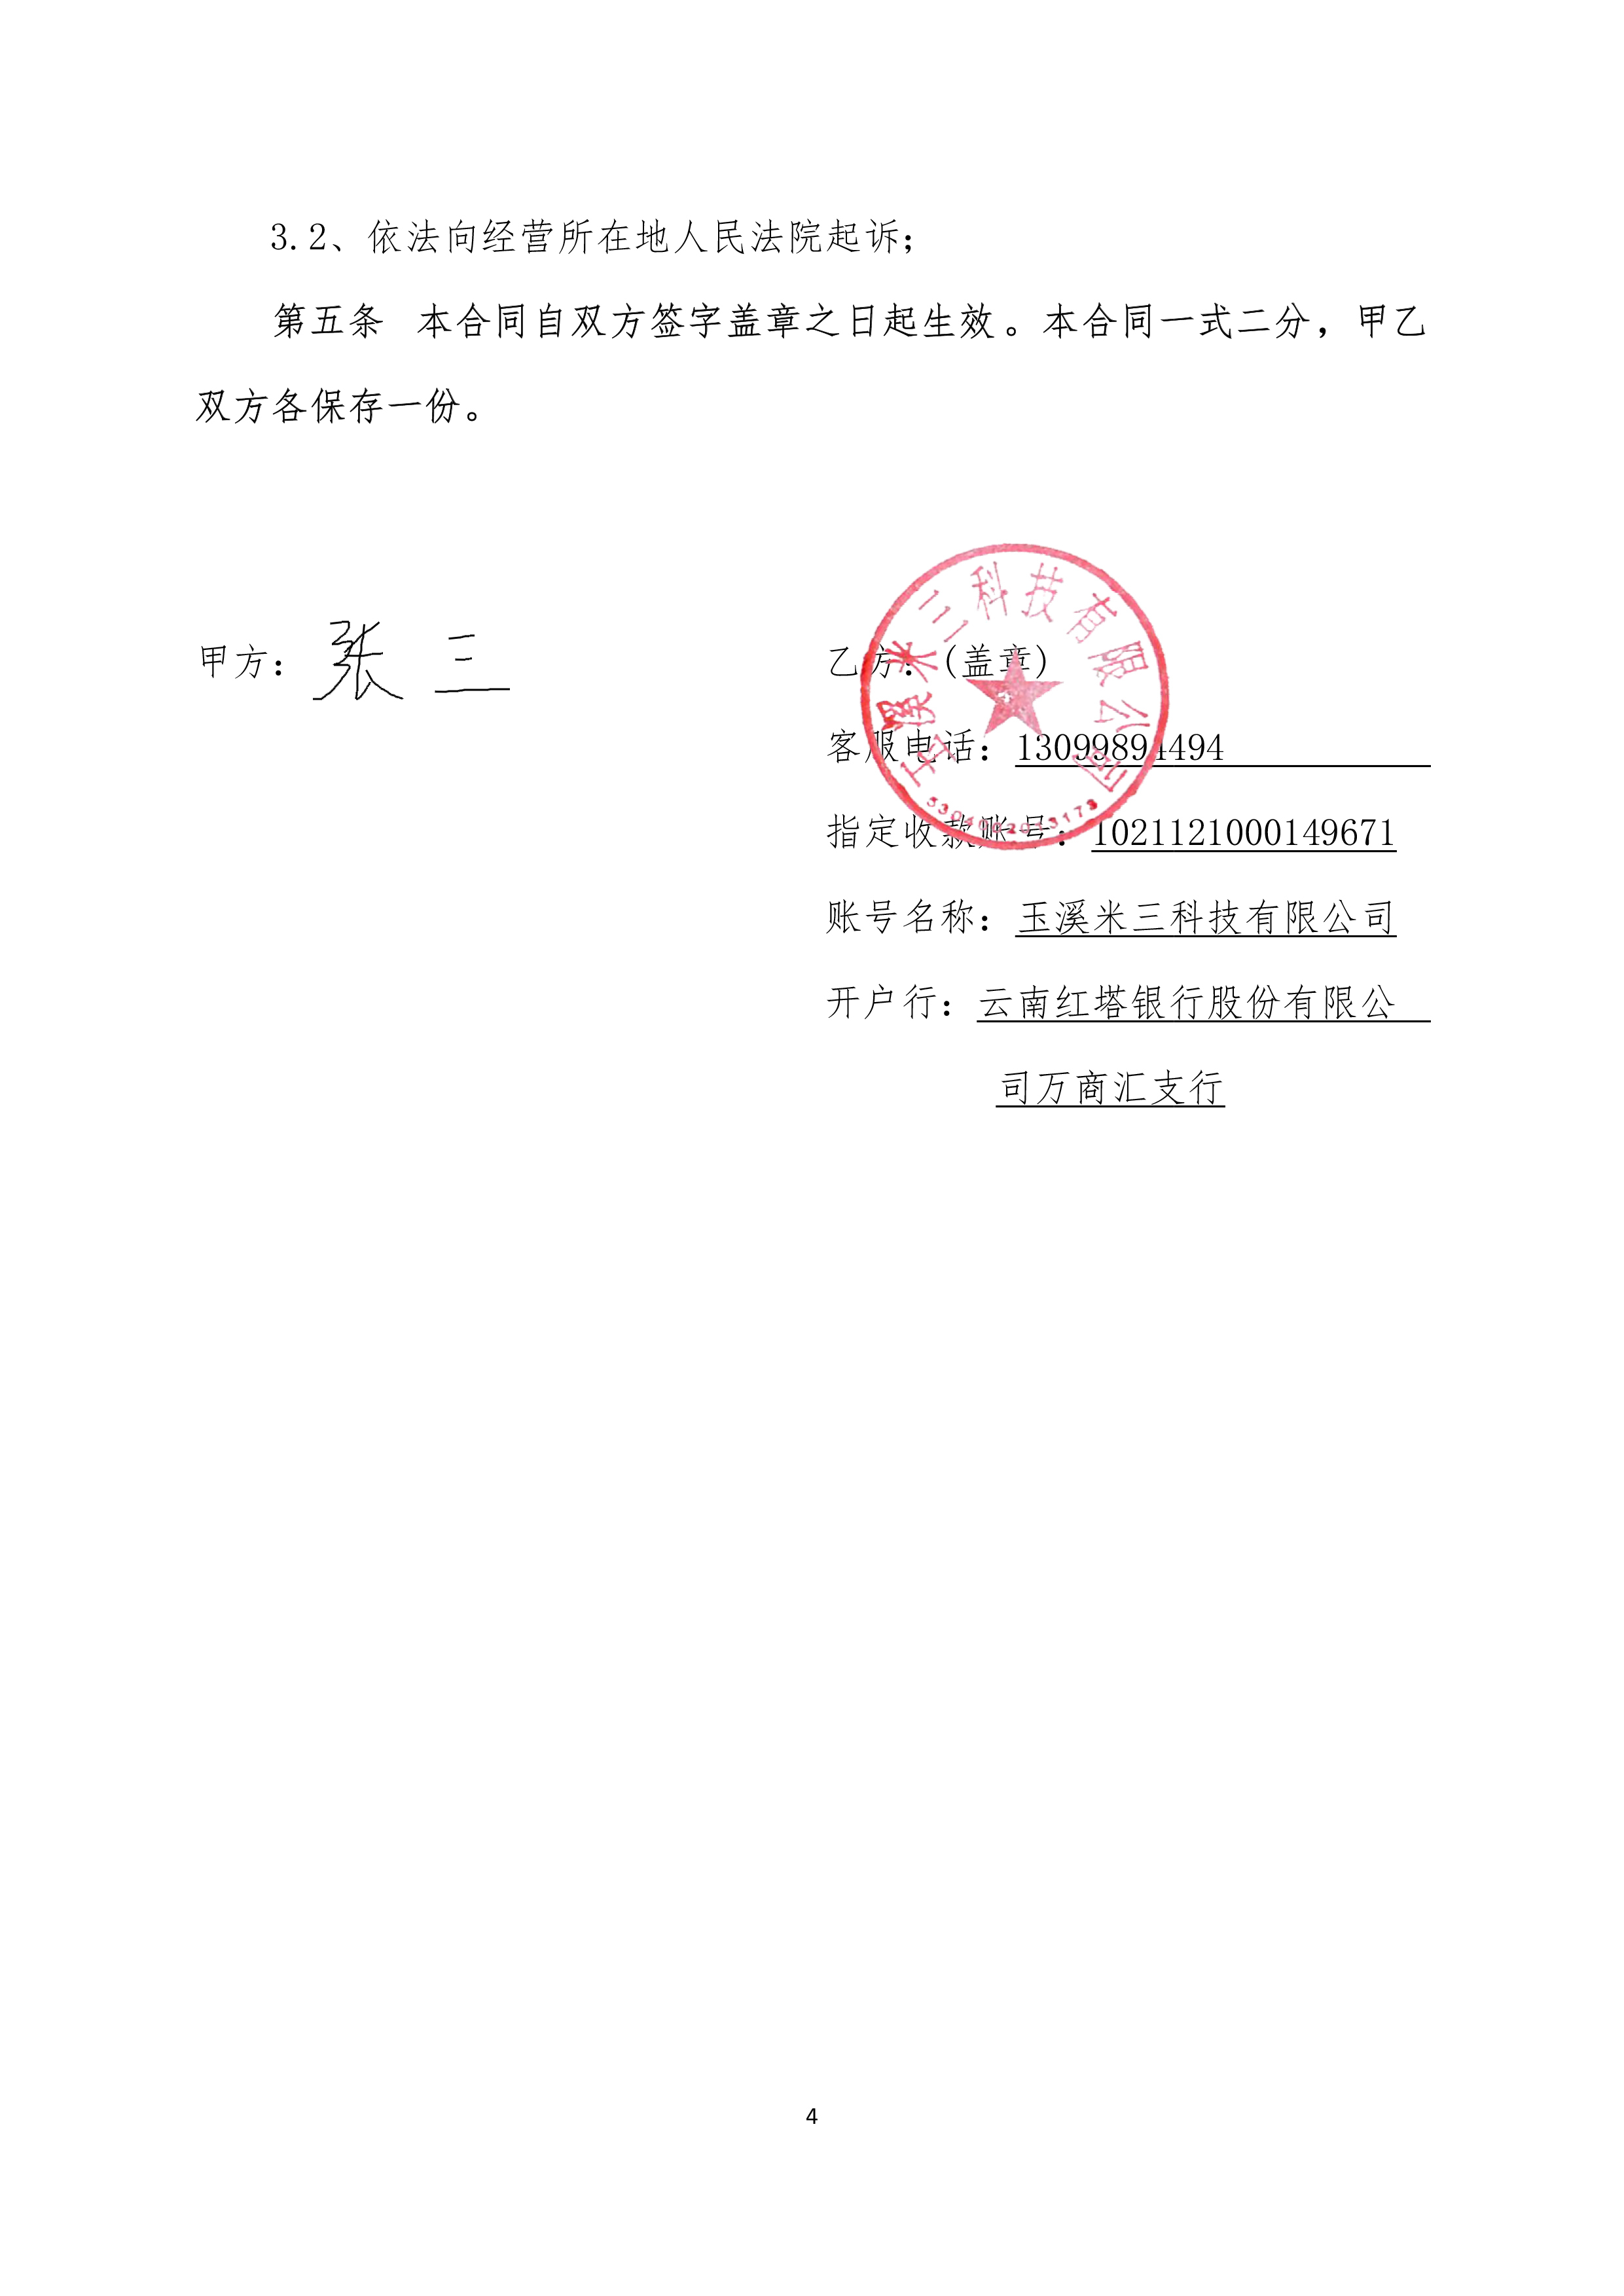 3.2、依法向经营所在地人民法院起诉；
第五条 本合同自双方签字盖章之日起生效。本合同一式二分，甲乙
双方各保存一份。
甲方：张三
乙方：(盖章)
玉溪米三科技有限公司
客服电话：13099894494
指定收款账号：1021121000149671
账号名称：玉溪米三科技有限公司
开户行：云南红塔银行股份有限公
司万商汇支行
4